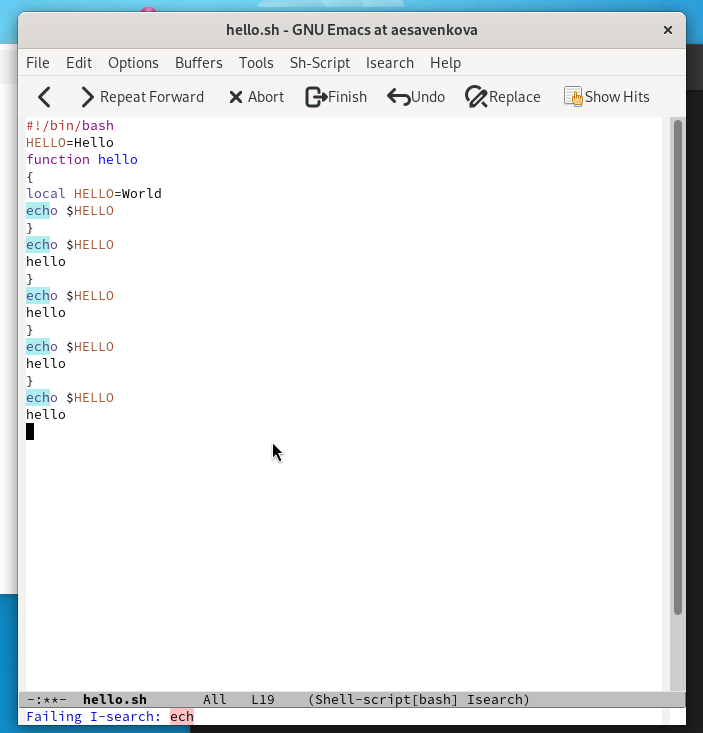 hello.sh - GNU Emacs at aesavenkova
File Edit Options Buffers Tools Sh-Script Isearch Help
Repeat Forward Abort Finish Undo Replace Show Hits
#!/bin/bash
HELLO=Hello
function hello
{
local HELLO=World
echo $HELLO
}
echo $HELLO
hello
}
echo $HELLO
hello
}
echo $HELLO
hello
}
echo $HELLO
hello
-:**- hello.sh All L19 (Shell-script[bash] Isearch)
Failing I-search: ech